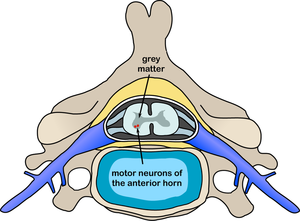 grey
matter
motor neurons of
the anterior horn